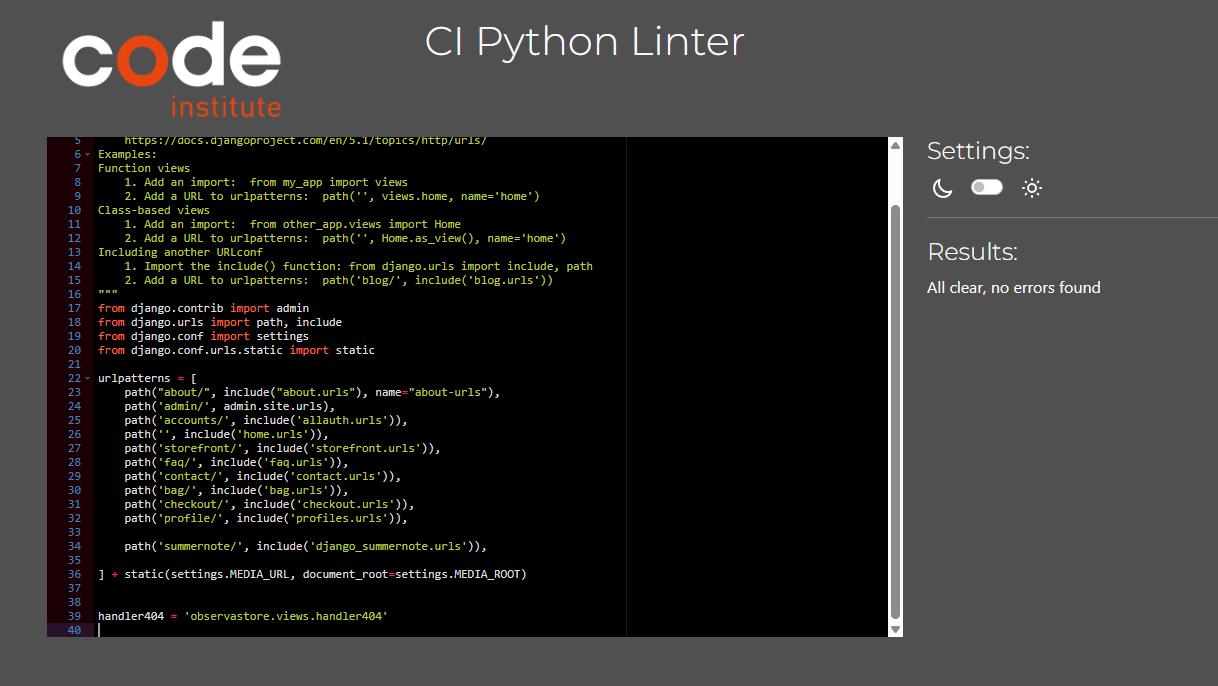 code
institute
CI Python Linter
5 https://docs.djangoproject.com/en/5.1/topics/http/urls/
6 Examples:
7 Function views
8     1. Add an import:  from my_app import views
9     2. Add a URL to urlpatterns:  path('', views.home, name='home')
10 Class-based views
11     1. Add an import:  from other_app.views import Home
12     2. Add a URL to urlpatterns:  path('', Home.as_view(), name='home')
13 Including another URLconf
14     1. Import the include() function: from django.urls import include, path
15     2. Add a URL to urlpatterns:  path('blog/', include('blog.urls'))
16 """
17 from django.contrib import admin
18 from django.urls import path, include
19 from django.conf import settings
20 from django.conf.urls.static import static
21
22 urlpatterns = [
23     path("about/", include("about.urls"), name="about-urls"),
24     path('admin/', admin.site.urls),
25     path('accounts/', include('allauth.urls')),
26     path('', include('home.urls')),
27     path('storefront/', include('storefront.urls')),
28     path('faq/', include('faq.urls')),
29     path('contact/', include('contact.urls')),
30     path('bag/', include('bag.urls')),
31     path('checkout/', include('checkout.urls')),
32     path('profile/', include('profiles.urls')),
33
34     path('summernote/', include('django_summernote.urls')),
35
36 ] + static(settings.MEDIA_URL, document_root=settings.MEDIA_ROOT)
37
38
39 handler404 = 'observastore.views.handler404'
40
Settings:
Results:
All clear, no errors found